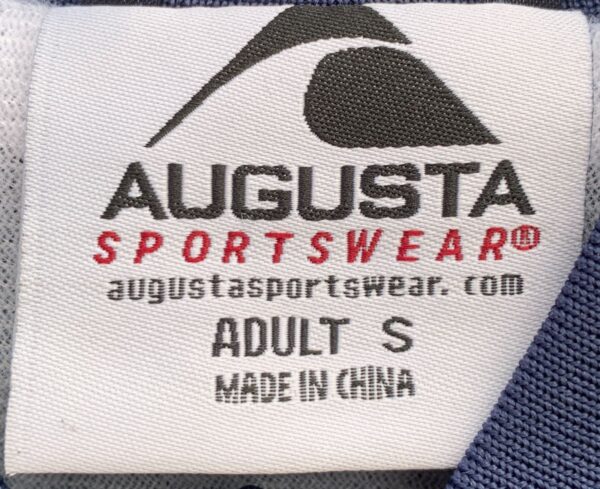 AUGUSTA
SPORTSWEAR®
augustasportswear. com
ADULT S
MADE IN CHINA